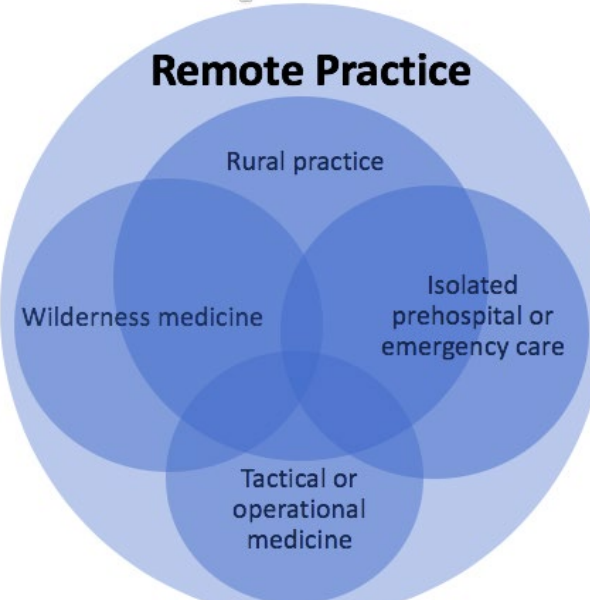 Remote Practice
Rural practice
Wilderness medicine
Isolated
prehospital or
emergency care
Tactical or
operational
medicine